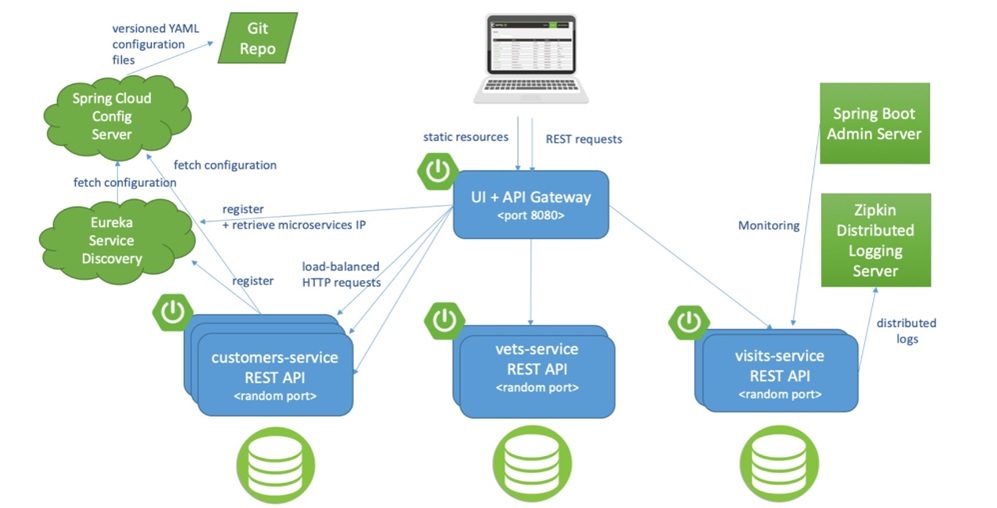 versioned YAML
configuration
files
Git
Repo
Spring Cloud
Config
Server
fetch configuration
fetch configuration
Eureka
Service
Discovery
register
+ retrieve microservices IP
register
static resources
REST requests
UI + API Gateway
<port 8080>
load-balanced
HTTP requests
Spring Boot
Admin Server
Monitoring
Zipkin
Distributed
Logging
Server
distributed
logs
customers-service
REST API
<random port>
vets-service
REST API
<random port>
visits-service
REST API
<random port>